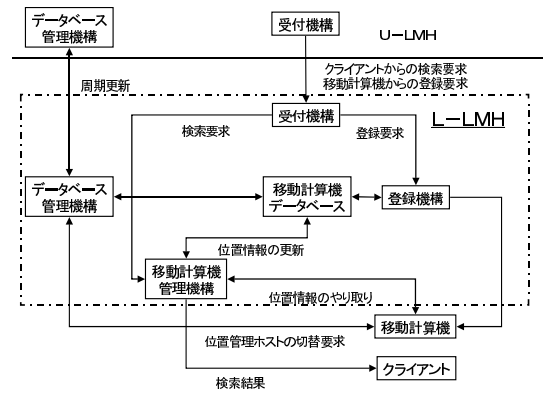 データベース
管理機構
受付機構
U－LMH
クライアントからの検索要求
移動計算機からの登録要求
周期更新
受付機構
L－LMH
検索要求
登録要求
データベース
管理機構
移動計算機
データベース
登録機構
位置情報の更新
移動計算機
管理機構
位置情報のやり取り
移動計算機
位置管理ホストの切替要求
クライアント
検索結果